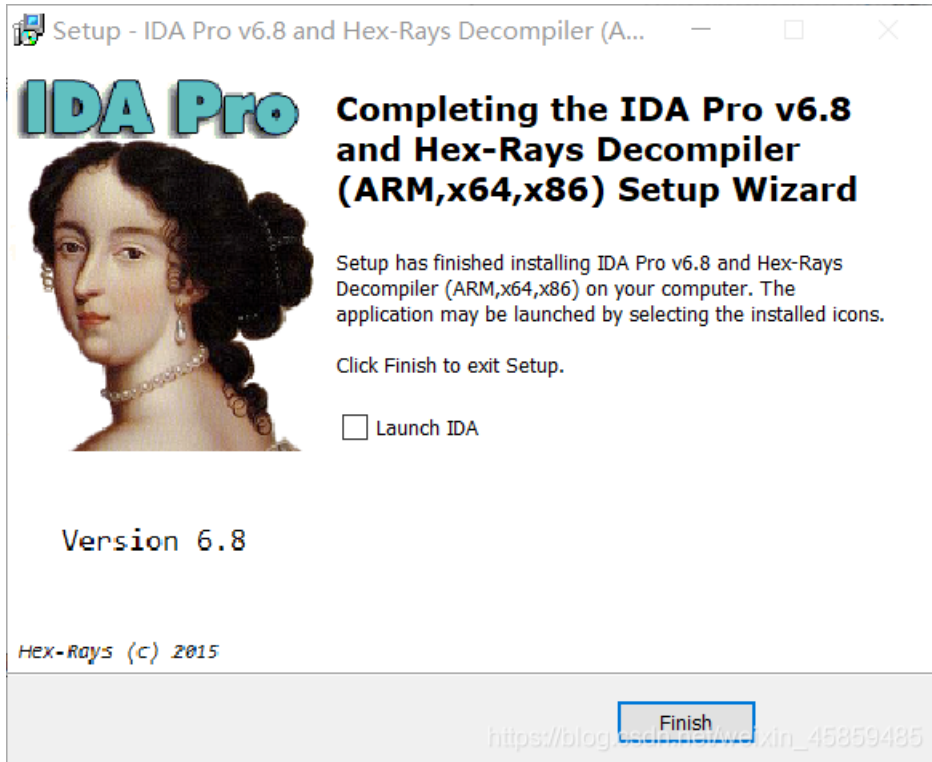 Setup - IDA Pro v6.8 and Hex-Rays Decompiler (A...
IDA Pro
Completing the IDA Pro v6.8
and Hex-Rays Decompiler
(ARM,x64,x86) Setup Wizard
Setup has finished installing IDA Pro v6.8 and Hex-Rays
Decompiler (ARM,x64,x86) on your computer. The
application may be launched by selecting the installed icons.
Click Finish to exit Setup.
Launch IDA
Version 6.8
Hex-Rays (c) 2015
Finish
https://blog.csdn.net/weixin_45859485